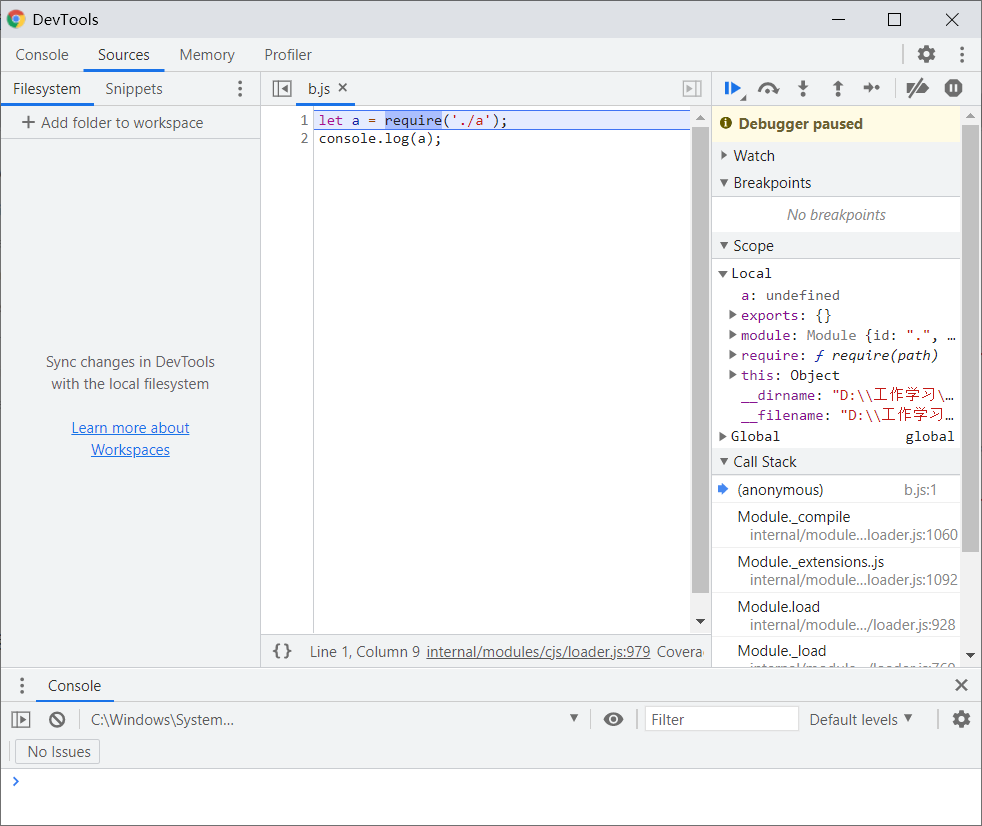 DevTools
Console Sources Memory Profiler
Filesystem Snippets
+ Add folder to workspace
Sync changes in DevTools
with the local filesystem
Learn more about
Workspaces
b.js ×
1 let a = require('./a');
2 console.log(a);
{} Line 1, Column 9 internal/modules/cjs/loader.js:979 Covera
Debugger paused
Watch
Breakpoints
No breakpoints
Scope
Local
a: undefined
exports: {}
module: Module {id: ".", …
require: ƒ require(path)
this: Object
__dirname: "D:\\工作学习\…
__filename: "D:\\工作学习…
Global global
Call Stack
(anonymous) b.js:1
Module._compile
internal/module...loader.js:1060
Module._extensions..js
internal/module...loader.js:1092
Module.load
internal/module.../loader.js:928
Module._load
Console
C:\Windows\System... Filter Default levels
No Issues